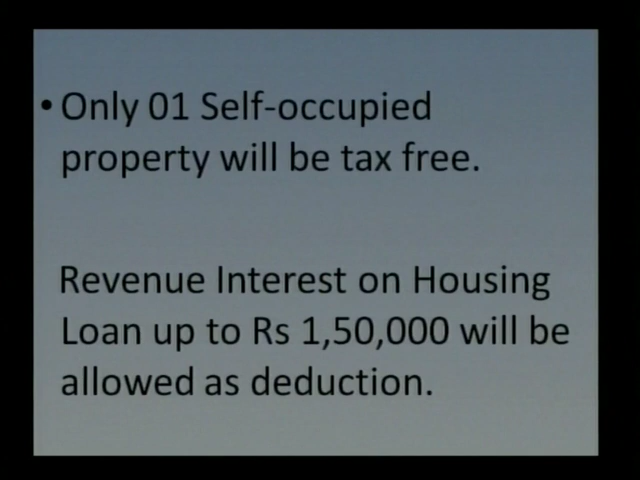 • Only 01 Self-occupied
property will be tax free.
Revenue Interest on Housing
Loan up to Rs 1,50,000 will be
allowed as deduction.